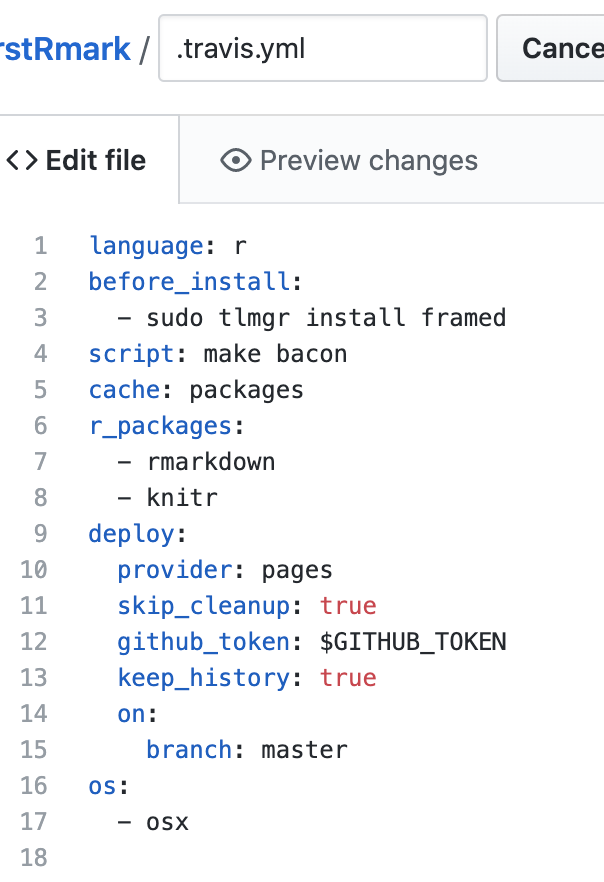 rstRmark / .travis.yml Cance
<> Edit file Preview changes
1 language: r
2 before_install:
3 - sudo tlmgr install framed
4 script: make bacon
5 cache: packages
6 r_packages:
7 - rmarkdown
8 - knitr
9 deploy:
10 provider: pages
11 skip_cleanup: true
12 github_token: $GITHUB_TOKEN
13 keep_history: true
14 on:
15 branch: master
16 os:
17 - osx
18